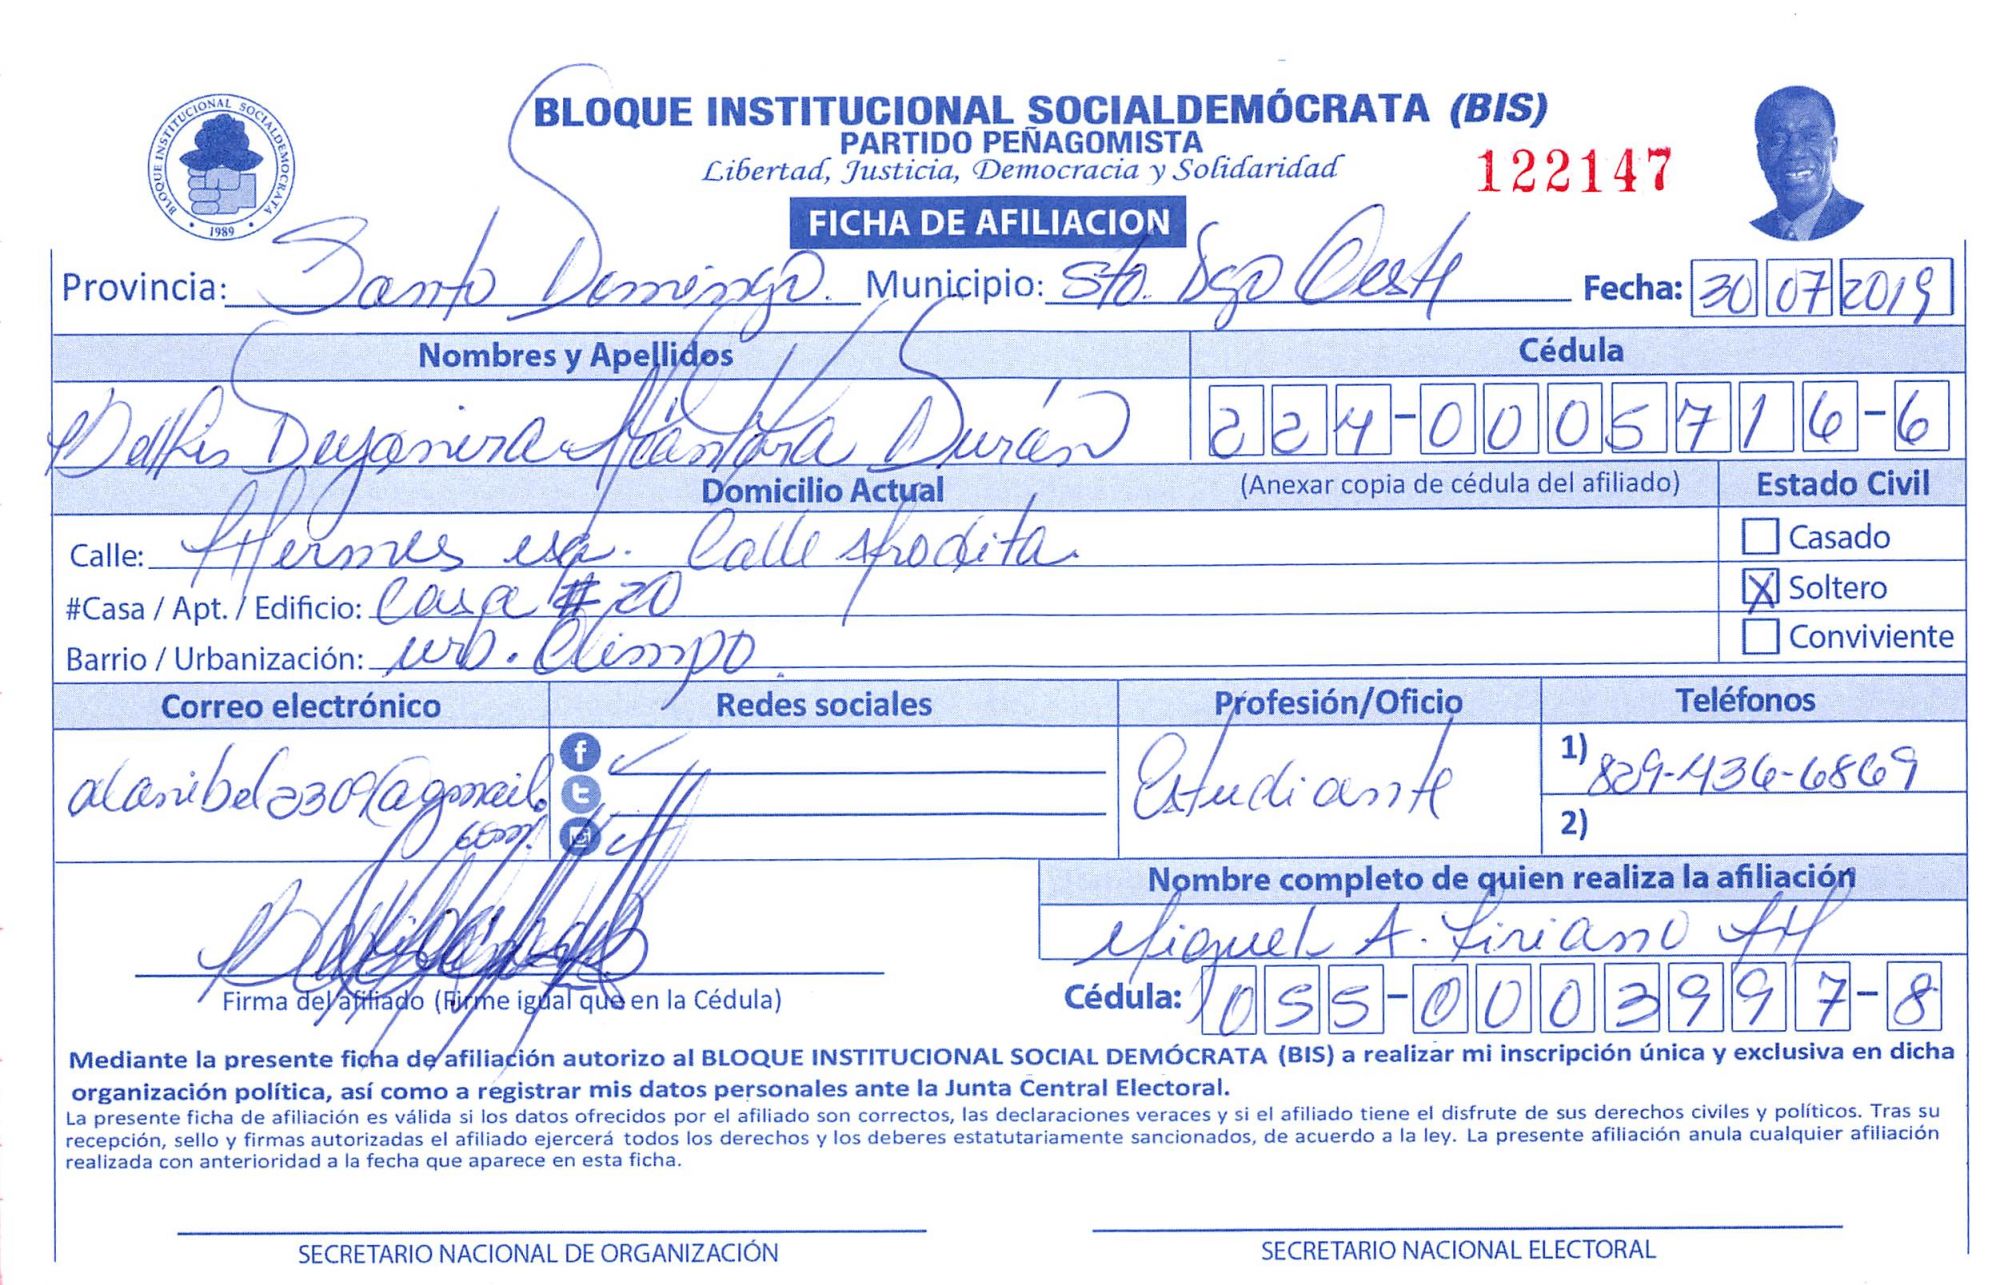 BLOQUE INSTITUCIONAL SOCIALDEMÓCRATA (BIS)
PARTIDO PEÑAGOMISTA
Libertad, Justicia, Democracia y Solidaridad
122147
BLOQUE INSTITUCIONAL SOCIALDEMOCRATA
1989
FICHA DE AFILIACION
Provincia: Santo Domingo. Municipio: Sto. Dgo Oeste Fecha: 30 07 2019
Nombres y Apellidos Cédula
Deyanira Alcántara Durán 224-0005716-6
Domicilio Actual (Anexar copia de cédula del afiliado) Estado Civil
Calle: Hermes esq. Calle Afrodita. Casado
#Casa / Apt. / Edificio: Casa #20 X Soltero
Barrio / Urbanización: urb. Olimpo. Conviviente
Correo electrónico Redes sociales Profesión/Oficio Teléfonos
alanibel2309@gmail.com. Estudiante 1) 829-436-6869
2)
Nombre completo de quien realiza la afiliación
Miguel A. Liriano
Firma del afiliado (Firme igual que en la Cédula) Cédula: 055-0003997-8
Mediante la presente ficha de afiliación autorizo al BLOQUE INSTITUCIONAL SOCIAL DEMÓCRATA (BIS) a realizar mi inscripción única y exclusiva en dicha
organización política, así como a registrar mis datos personales ante la Junta Central Electoral.
La presente ficha de afiliación es válida si los datos ofrecidos por el afiliado son correctos, las declaraciones veraces y si el afiliado tiene el disfrute de sus derechos civiles y políticos. Tras su
recepción, sello y firmas autorizadas el afiliado ejercerá todos los derechos y los deberes estatutariamente sancionados, de acuerdo a la ley. La presente afiliación anula cualquier afiliación
realizada con anterioridad a la fecha que aparece en esta ficha.
SECRETARIO NACIONAL DE ORGANIZACIÓN SECRETARIO NACIONAL ELECTORAL